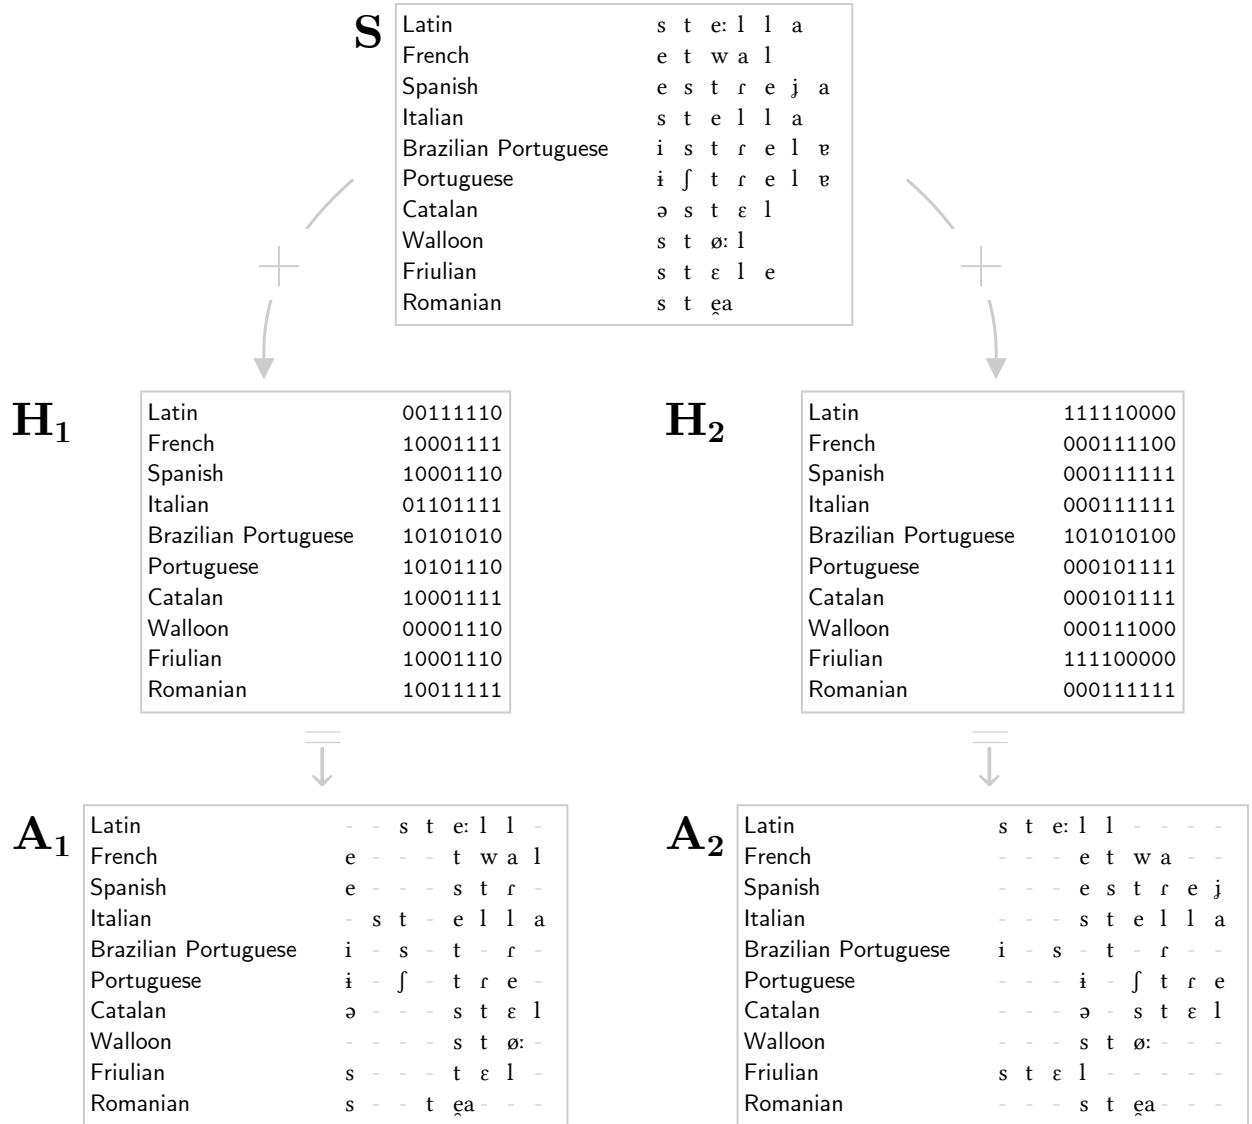 S
Latin s t eː l l a
French e t w a l
Spanish e s t ɾ e ʝ a
Italian s t e l l a
Brazilian Portuguese i s t ɾ e l ɐ
Portuguese ɨ ʃ t ɾ e l ɐ
Catalan ə s t ɛ l
Walloon s t øː l
Friulian s t ɛ l e
Romanian s t e̯a
H₁
Latin 00111110
French 10001111
Spanish 10001110
Italian 01101111
Brazilian Portuguese 10101010
Portuguese 10101110
Catalan 10001111
Walloon 00001110
Friulian 10001110
Romanian 10011111
H₂
Latin 111110000
French 000111100
Spanish 000111111
Italian 000111111
Brazilian Portuguese 101010100
Portuguese 000101111
Catalan 000101111
Walloon 000111000
Friulian 111100000
Romanian 000111111
A₁
Latin - - s t eː l l -
French e - - - t w a l
Spanish e - - - s t ɾ -
Italian - s t - e l l a
Brazilian Portuguese i - s - t - ɾ -
Portuguese ɨ - ʃ - t ɾ e -
Catalan ə - - - s t ɛ l
Walloon - - - - s t øː -
Friulian s - - - t ɛ l -
Romanian s - - t e̯a - - -
A₂
Latin s t eː l l - - - -
French - - - e t w a - -
Spanish - - - e s t ɾ e ʝ
Italian - - - s t e l l a
Brazilian Portuguese i - s - t - ɾ - -
Portuguese - - - ɨ - ʃ t ɾ e
Catalan - - - ə - s t ɛ l
Walloon - - - s t øː - - -
Friulian s t ɛ l - - - - -
Romanian - - - s t e̯a - - -